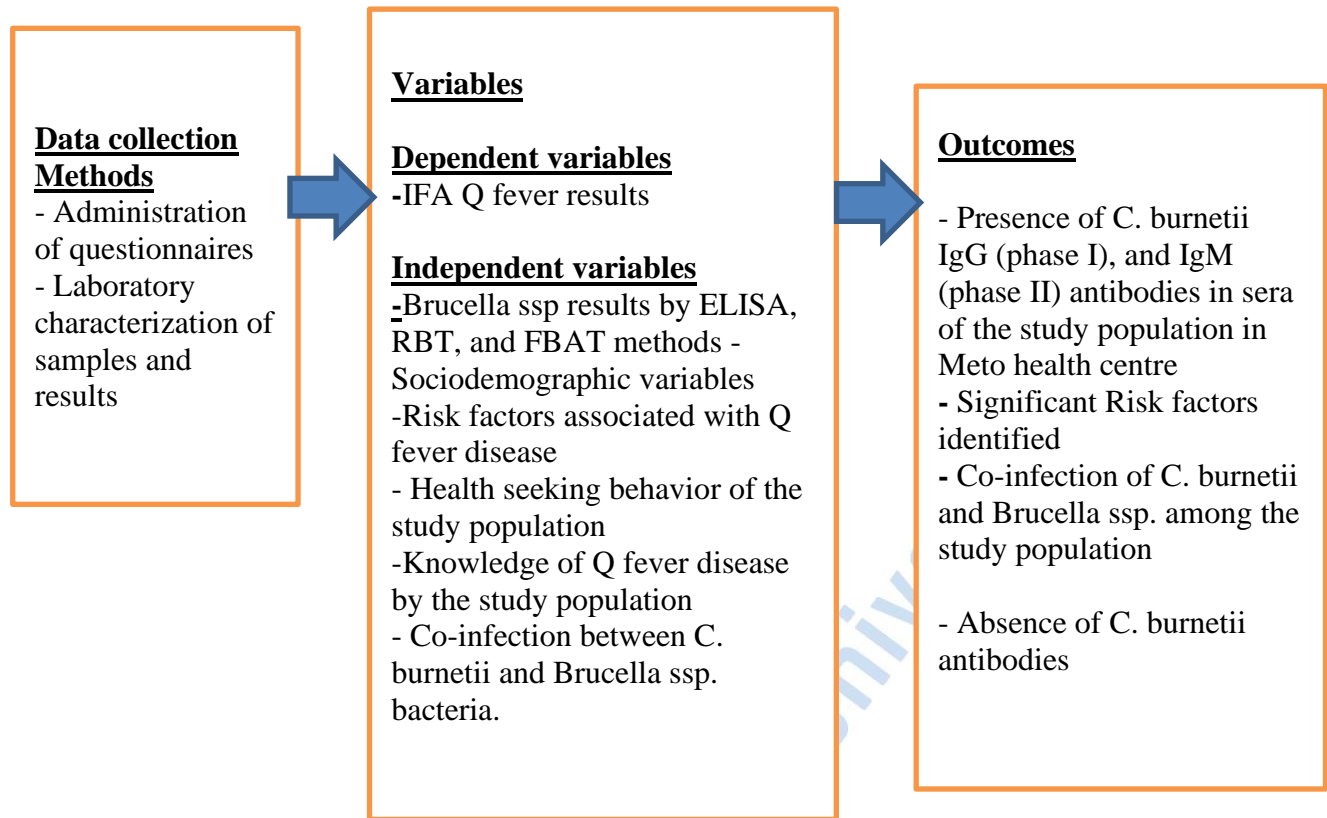 Data collection
Methods
- Administration
of questionnaires
- Laboratory
characterization of
samples and
results
Variables
Dependent variables
-IFA Q fever results
Independent variables
-Brucella ssp results by ELISA,
RBT, and FBAT methods -
Sociodemographic variables
-Risk factors associated with Q
fever disease
- Health seeking behavior of the
study population
-Knowledge of Q fever disease
by the study population
- Co-infection between C.
burnetii and Brucella ssp.
bacteria.
Outcomes
- Presence of C. burnetii
IgG (phase I), and IgM
(phase II) antibodies in sera
of the study population in
Meto health centre
- Significant Risk factors
identified
- Co-infection of C. burnetii
and Brucella ssp. among the
study population
- Absence of C. burnetii
antibodies